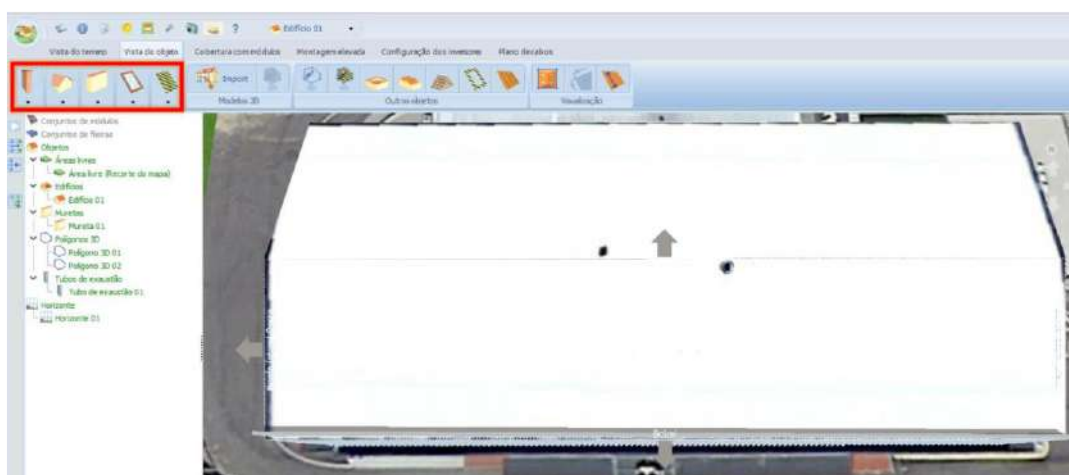 ? Edifício 01
Vista do terreno Vista do objeto Cobertura com módulos Montagem elevada Configuração dos inversores Plano de cabos
Import
Modelos 3D Outros objetos Visualização
Conjuntos de módulos
Conjuntos de fileiras
Objetos
Áreas livres
Área livre (Recorte do mapa)
Edifícios
Edifício 01
Muretas
Mureta 01
Polígonos 3D
Polígono 3D 01
Polígono 3D 02
Tubos de exaustão
Tubo de exaustão 01
Horizonte
Horizonte 01